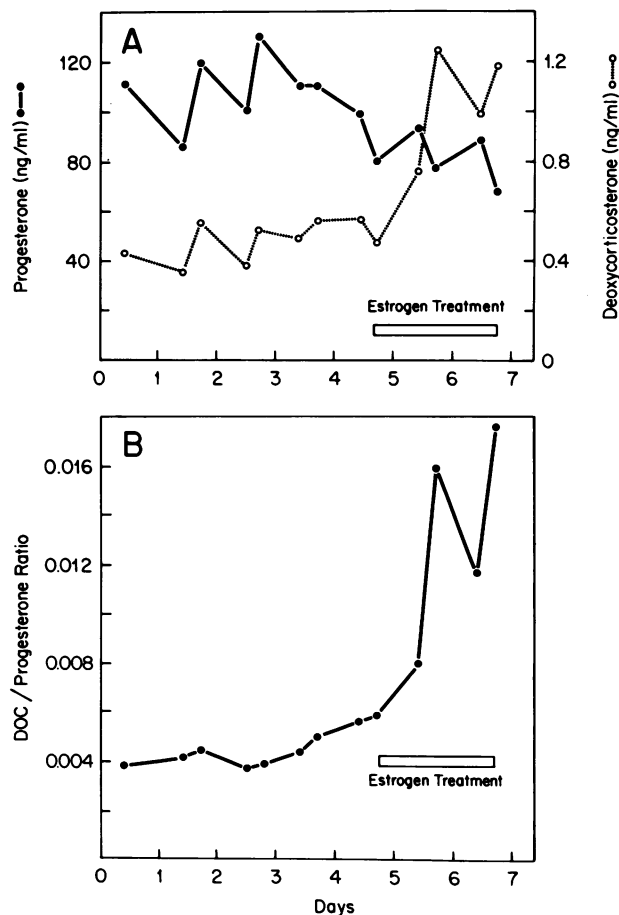 A
Progesterone (ng/ml)
120
80
40
1.2
0.8
0.4
0
Deoxycorticosterone (ng/ml)
Estrogen Treatment
0 1 2 3 4 5 6 7
B
DOC/Progesterone Ratio
0.016
0.012
0.008
0.004
Estrogen Treatment
0 1 2 3 4 5 6 7
Days